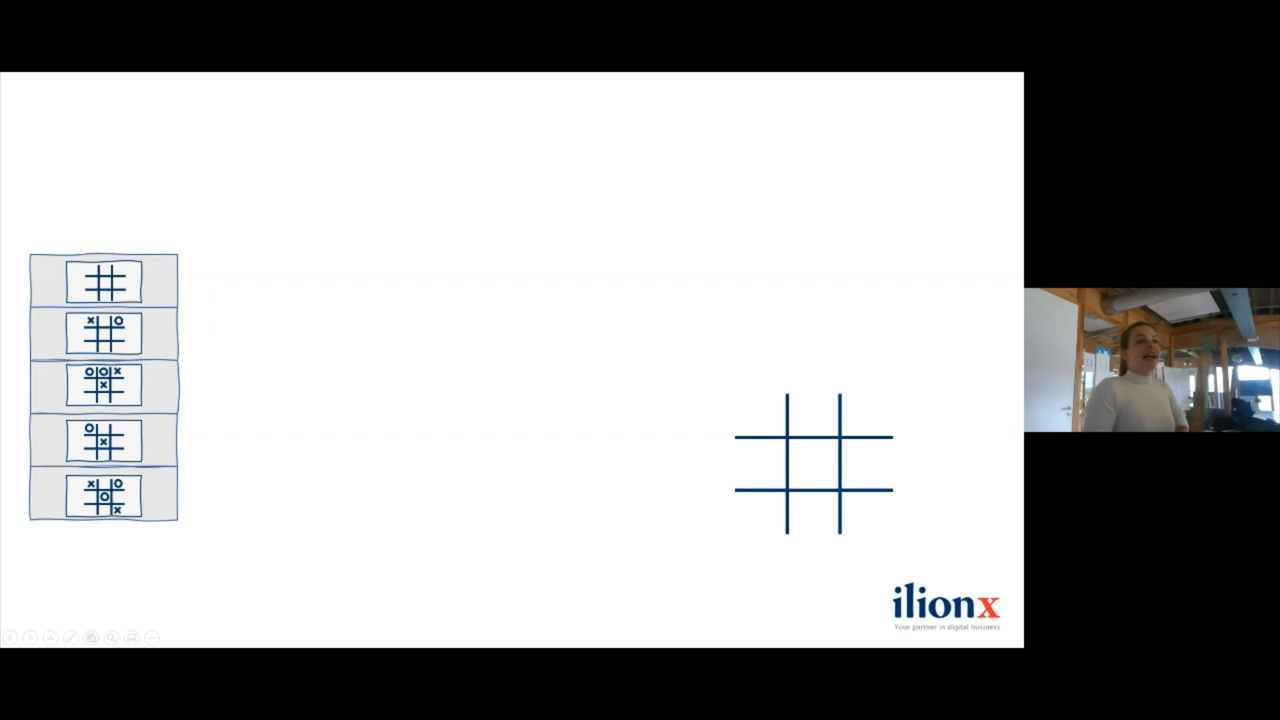 x o
o o x
x
o
x
x o
o
x
ilionx
Your partner in digital business